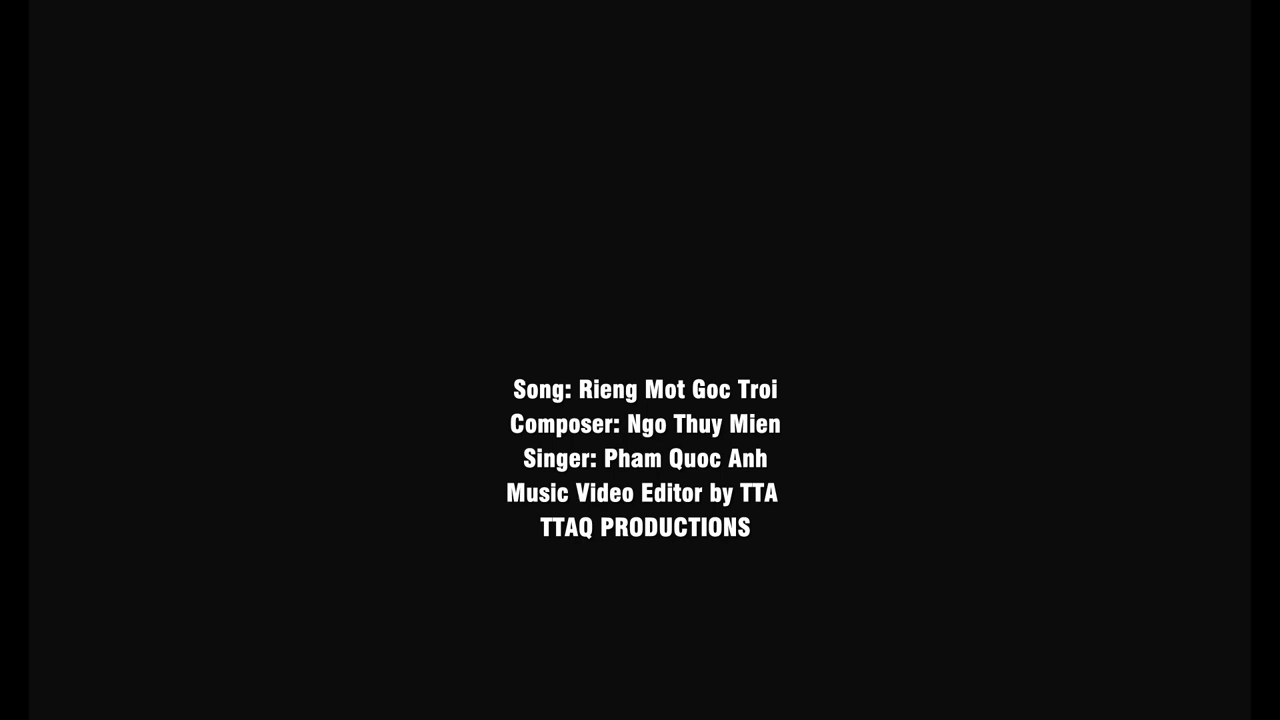 Song: Rieng Mot Goc Troi
Composer: Ngo Thuy Mien
Singer: Pham Quoc Anh
Music Video Editor by TTA
TTAQ PRODUCTIONS